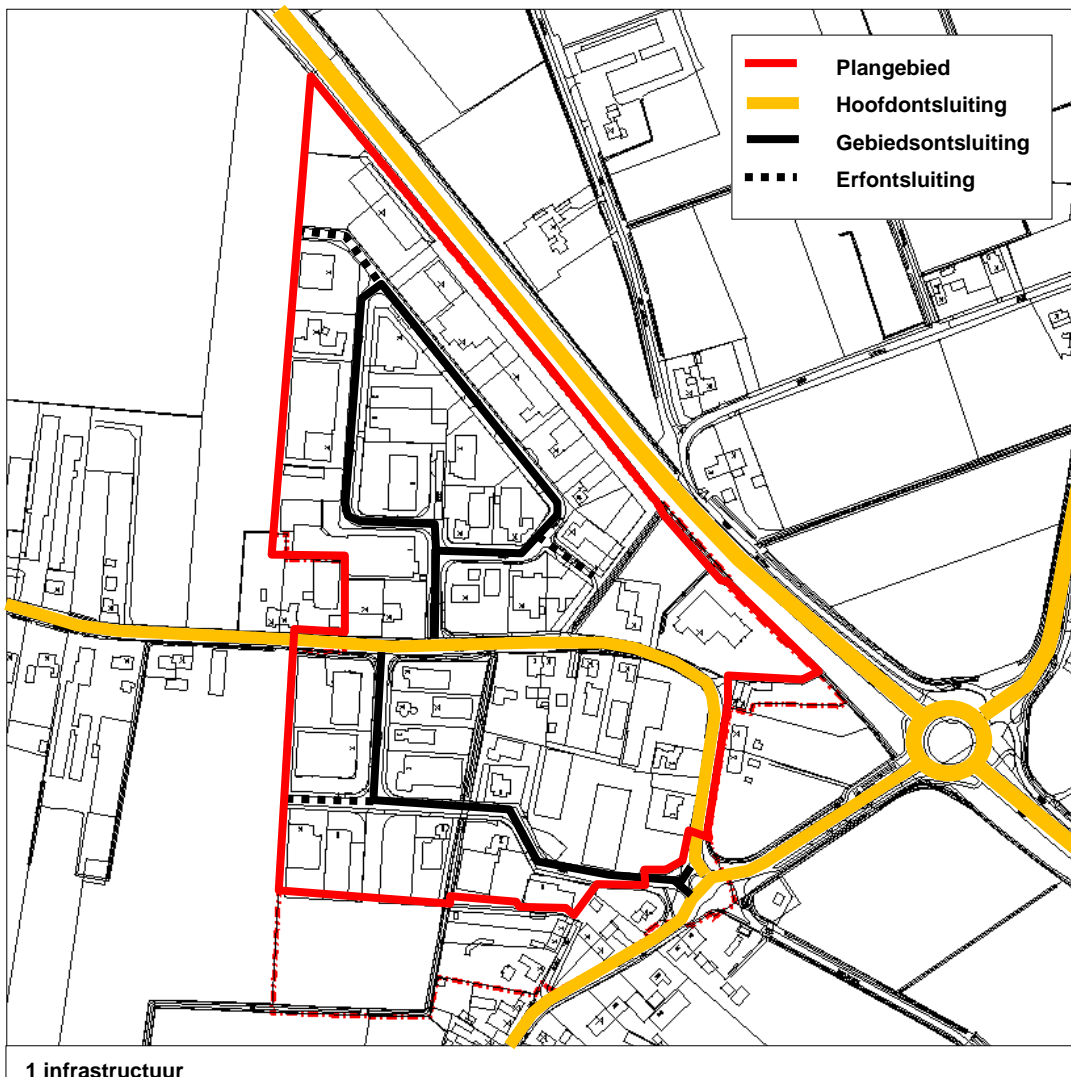 Plangebied
Hoofdontsluiting
Gebiedsontsluiting
Erfontsluiting
1 infrastructuur